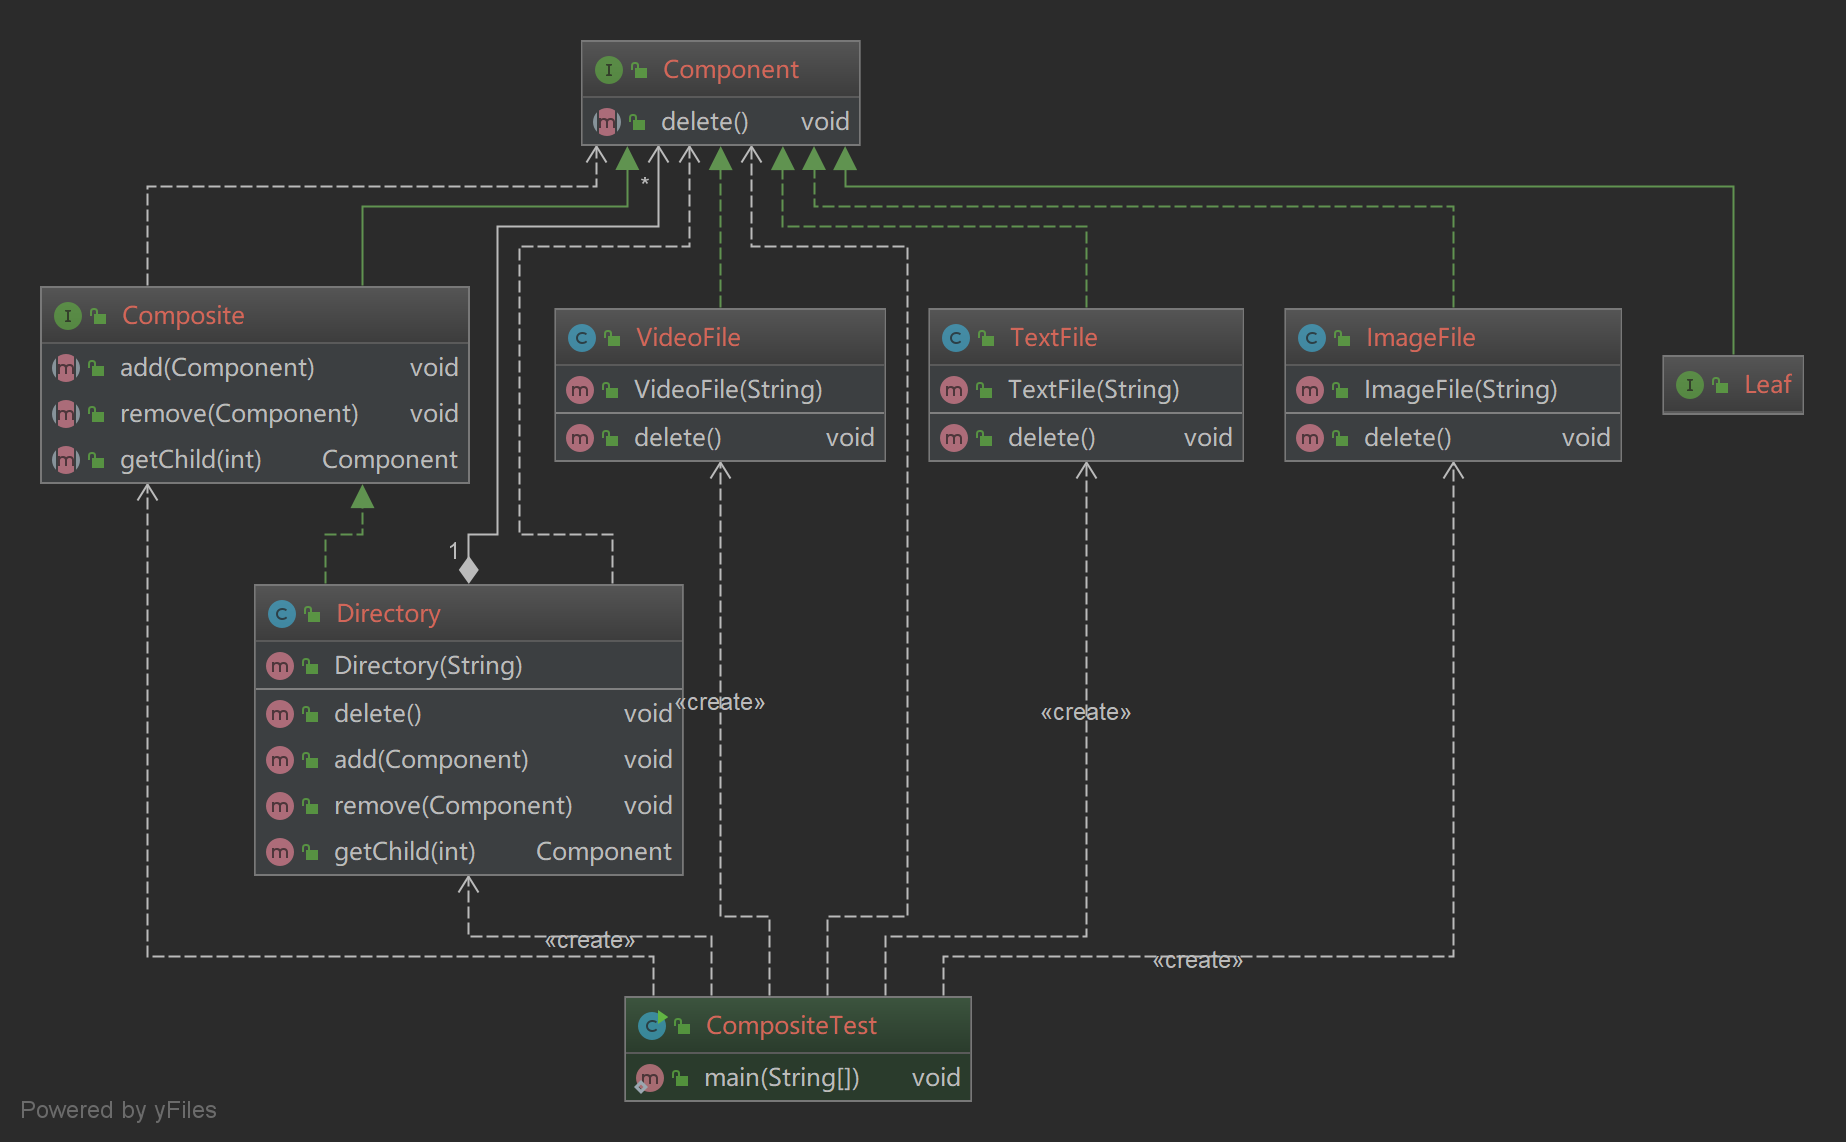 Component
delete() void
*
Composite
add(Component) void
remove(Component) void
getChild(int) Component
VideoFile
VideoFile(String)
delete() void
TextFile
TextFile(String)
delete() void
ImageFile
ImageFile(String)
delete() void
Leaf
1
Directory
Directory(String)
delete() void
add(Component) void
remove(Component) void
getChild(int) Component
«create»
«create»
«create»
«create»
CompositeTest
main(String[]) void
Powered by yFiles